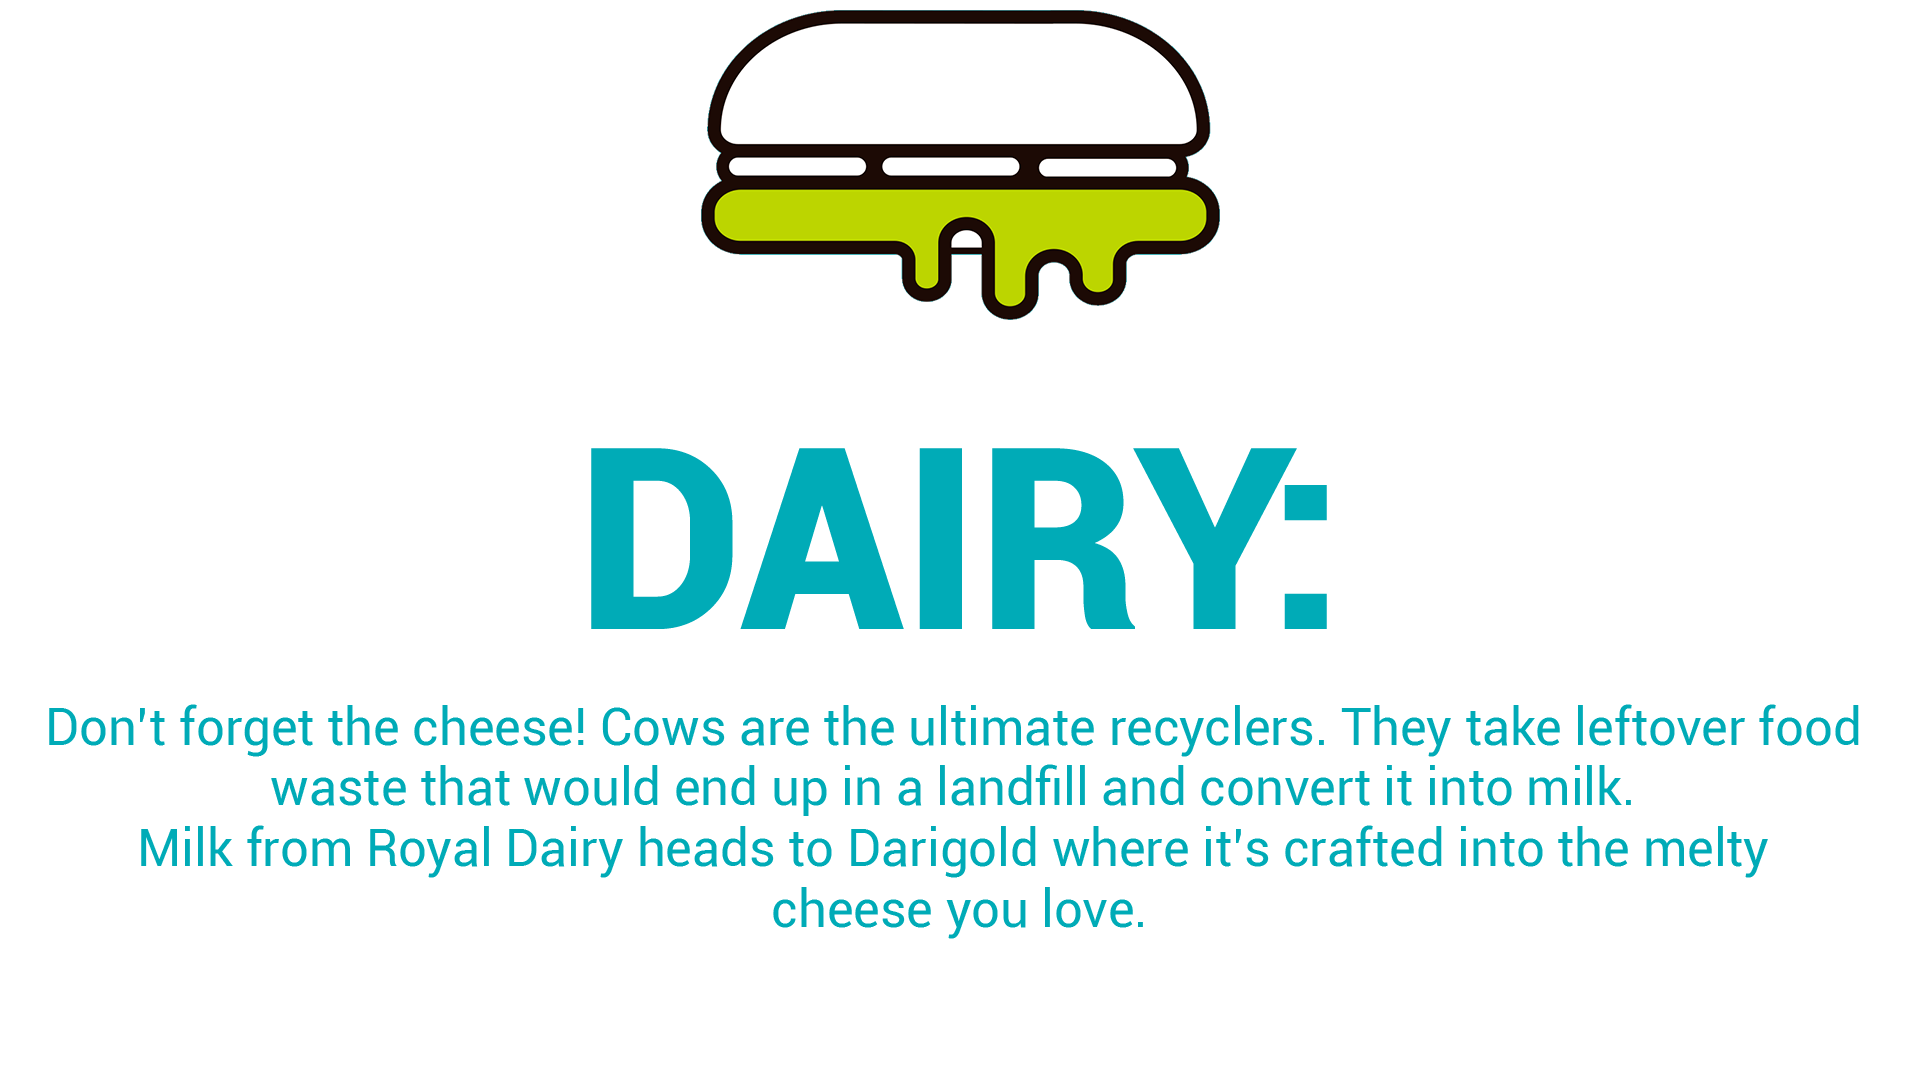 DAIRY:
Don't forget the cheese! Cows are the ultimate recyclers. They take leftover food
waste that would end up in a landfill and convert it into milk.
Milk from Royal Dairy heads to Darigold where it's crafted into the melty
cheese you love.